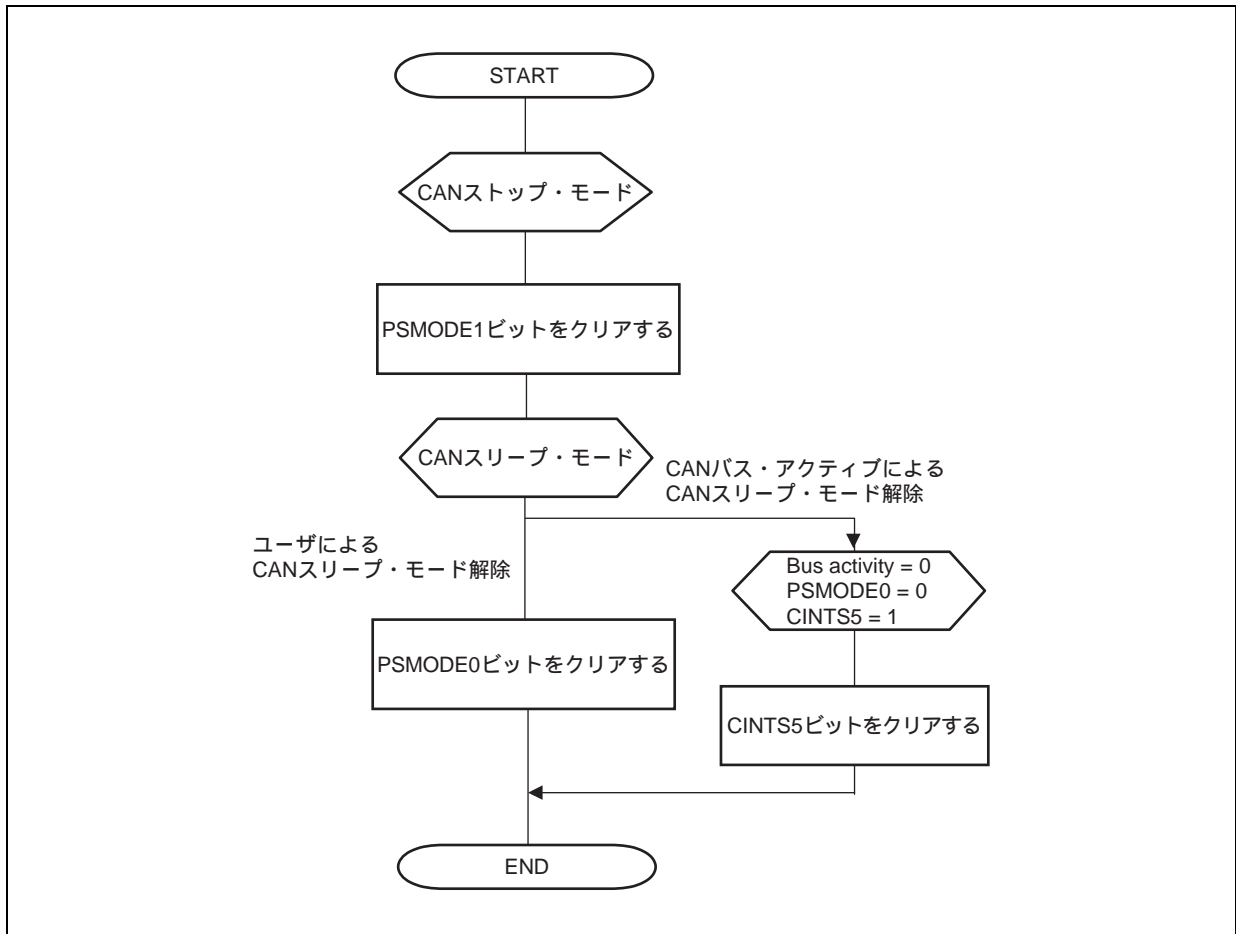 START
CANストップ・モード
PSMODE1ビットをクリアする
CANスリープ・モード
CANバス・アクティブによる
CANスリープ・モード解除
ユーザによる
CANスリープ・モード解除
Bus activity = 0
PSMODE0 = 0
CINTS5 = 1
PSMODE0ビットをクリアする
CINTS5ビットをクリアする
END